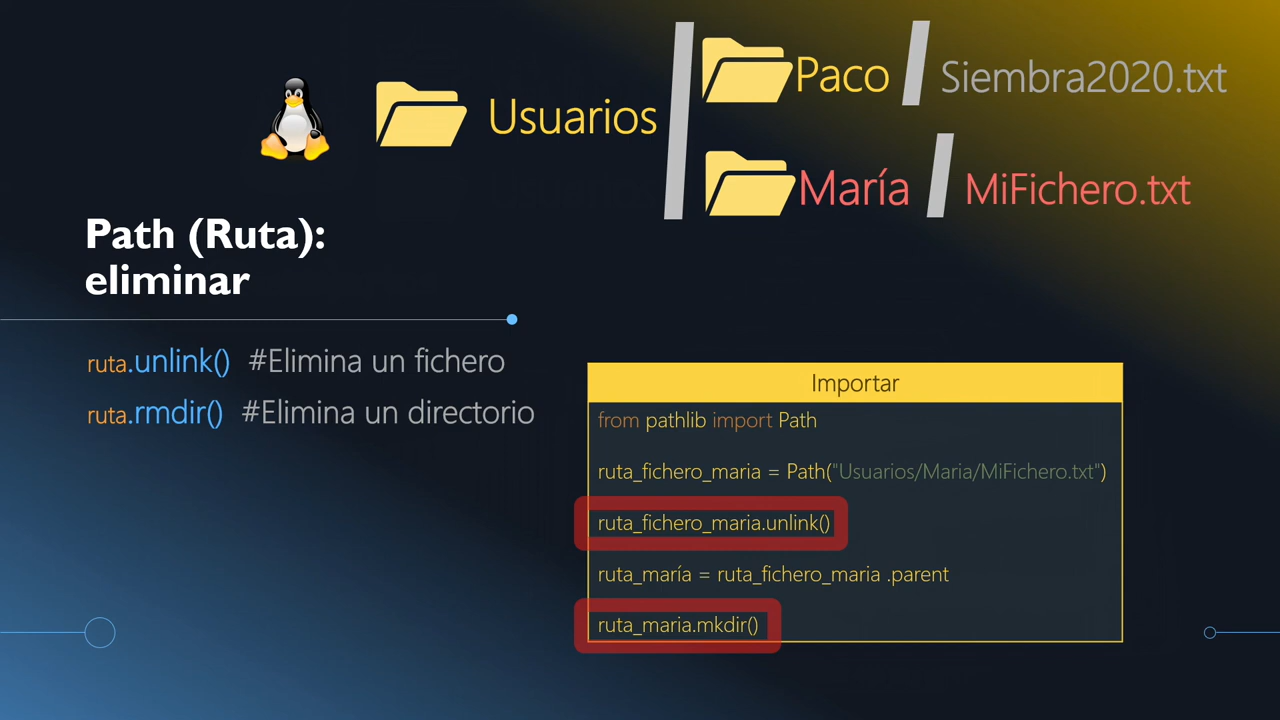 Usuarios
Paco
Siembra2020.txt
María
MiFichero.txt
Path (Ruta):
eliminar
ruta.unlink() #Elimina un fichero
ruta.rmdir() #Elimina un directorio
Importar
from pathlib import Path
ruta_fichero_maria = Path("Usuarios/Maria/MiFichero.txt")
ruta_fichero_maria.unlink()
ruta_maría = ruta_fichero_maria .parent
ruta_maria.mkdir()